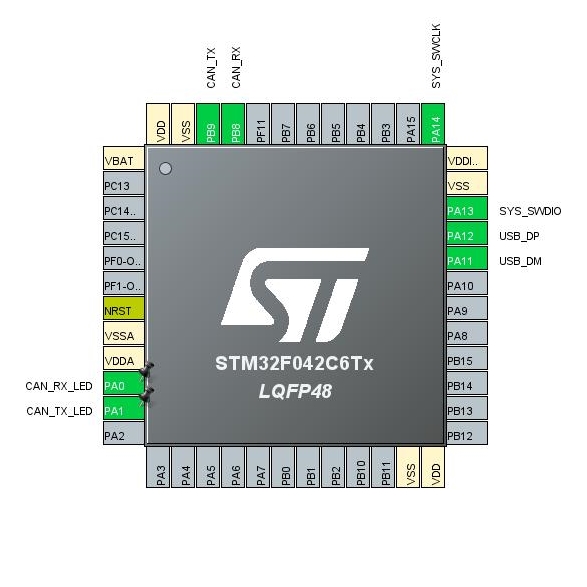 CAN_TX
CAN_RX
SYS_SWCLK
VDD
VSS
PB9
PB8
PF11
PB7
PB6
PB5
PB4
PB3
PA15
PA14
VBAT
PC13
PC14..
PC15..
PF0-O..
PF1-O..
NRST
VSSA
VDDA
CAN_RX_LED PA0
CAN_TX_LED PA1
PA2
VDDI..
VSS
PA13 SYS_SWDIO
PA12 USB_DP
PA11 USB_DM
PA10
PA9
PA8
PB15
PB14
PB13
PB12
ST
STM32F042C6Tx
LQFP48
PA3
PA4
PA5
PA6
PA7
PB0
PB1
PB2
PB10
PB11
VSS
VDD